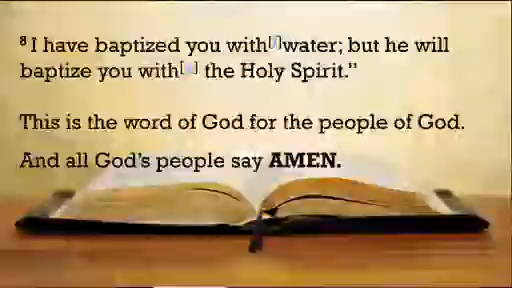 8 I have baptized you with[ ]water; but he will
baptize you with[ ] the Holy Spirit.”
This is the word of God for the people of God.
And all God’s people say AMEN.